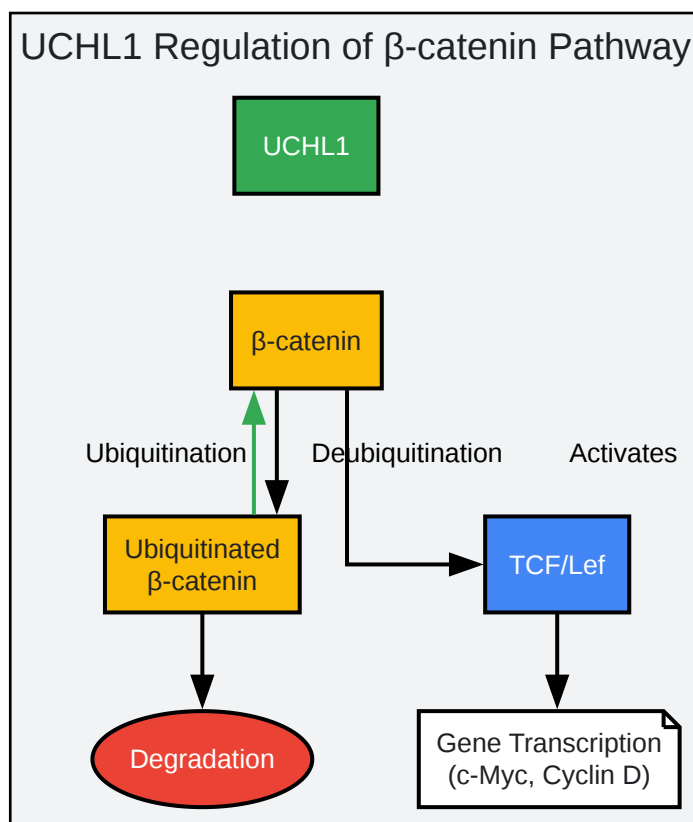 UCHL1 Regulation of β-catenin Pathway
UCHL1
β-catenin
Ubiquitination
Deubiquitination
Activates
Ubiquitinated
β-catenin
TCF/Lef
Degradation
Gene Transcription
(c-Myc, Cyclin D)